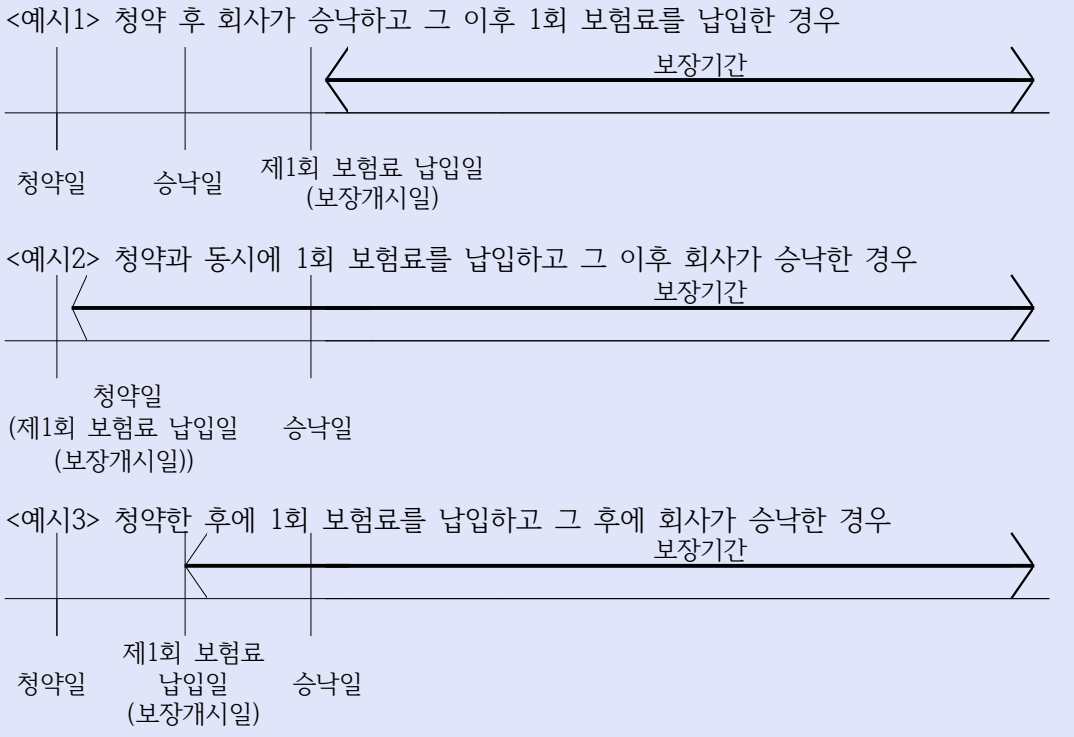 <예시1> 청약 후 회사가 승낙하고 그 이후 1회 보험료를 납입한 경우
보장기간
청약일 승낙일 제1회 보험료 납입일
(보장개시일)
<예시2> 청약과 동시에 1회 보험료를 납입하고 그 이후 회사가 승낙한 경우
보장기간
청약일
(제1회 보험료 납입일 승낙일
(보장개시일))
<예시3> 청약한 후에 1회 보험료를 납입하고 그 후에 회사가 승낙한 경우
보장기간
제1회 보험료
청약일 납입일 승낙일
(보장개시일)